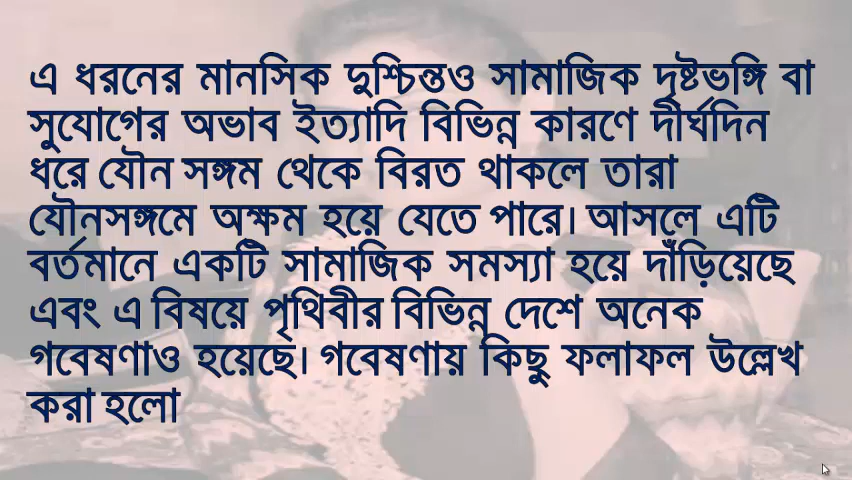 এ ধরনের মানসিক দুশ্চিন্তও সামাজিক দৃষ্টভঙ্গি বা
সুযোগের অভাব ইত্যাদি বিভিন্ন কারণে দীর্ঘদিন
ধরে যৌন সঙ্গম থেকে বিরত থাকলে তারা
যৌনসঙ্গমে অক্ষম হয়ে যেতে পারে। আসলে এটি
বর্তমানে একটি সামাজিক সমস্যা হয়ে দাঁড়িয়েছে
এবং এ বিষয়ে পৃথিবীর বিভিন্ন দেশে অনেক
গবেষণাও হয়েছে। গবেষণায় কিছু ফলাফল উল্লেখ
করা হলো